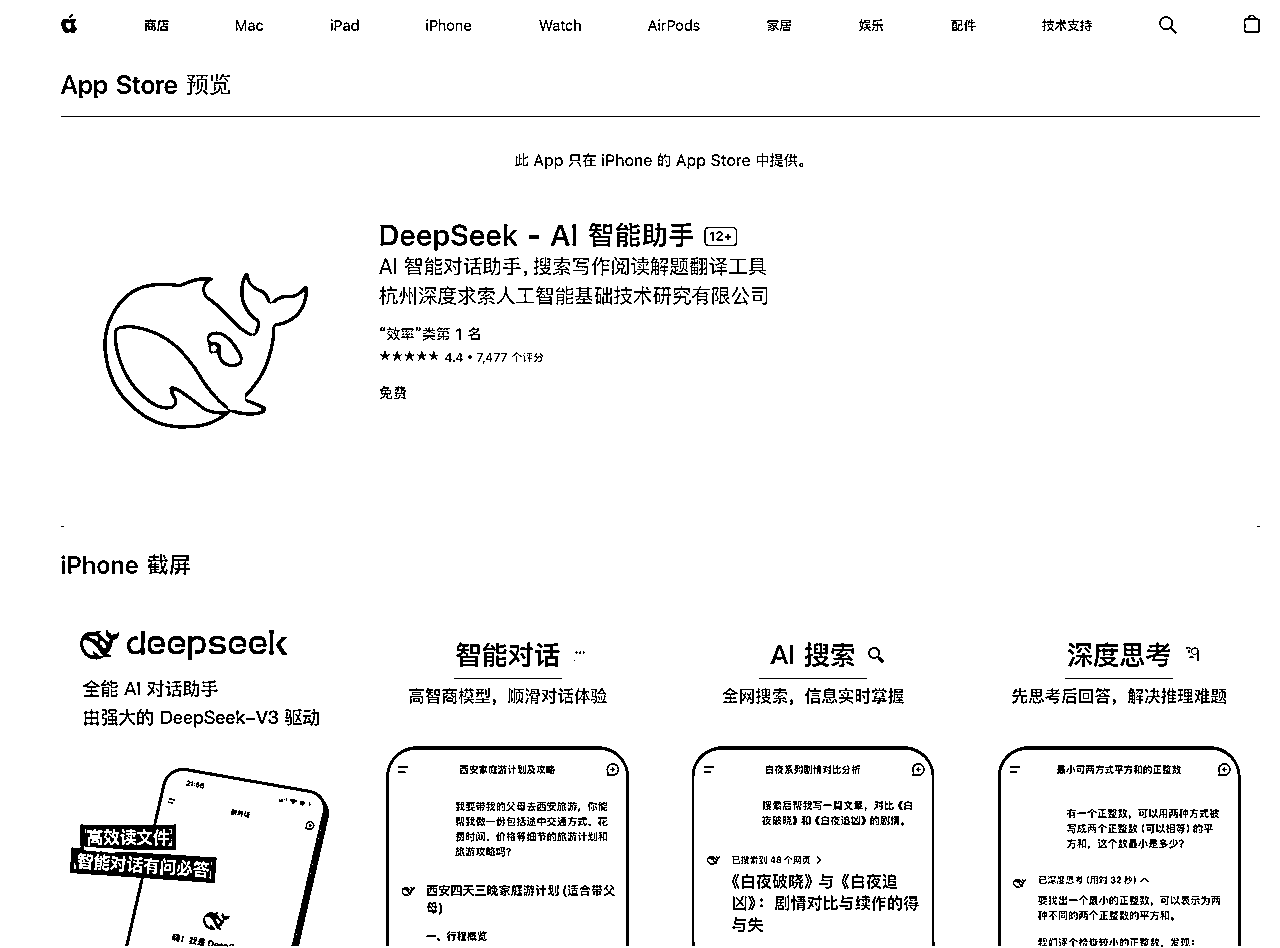 商店 Mac iPad iPhone Watch AirPods 家居 娱乐 配件 技术支持
App Store 预览
此 App 只在 iPhone 的 App Store 中提供。
DeepSeek - AI 智能助手 12+
AI 智能对话助手,搜索写作阅读解题翻译工具
杭州深度求索人工智能基础技术研究有限公司
“效率”类第 1 名
★★★★★ 4.4 • 7,477 个评分
免费
iPhone 截屏
deepseek
全能 AI 对话助手
由强大的 DeepSeek-V3 驱动
高效读文件
智能对话有问必答
智能对话
高智商模型，顺滑对话体验
西安家庭游计划及攻略
我要带我的父母去西安旅游，你能
帮我做一份包括途中交通方式、花
费时间、价格等细节的旅游计划和
旅游攻略吗？
西安四天三晚家庭游计划 (适合带父
母)
一、行程概览
AI 搜索
全网搜索，信息实时掌握
白夜系列剧情对比分析
搜索后帮我写一篇文章，对比《白
夜破晓》和《白夜追凶》的剧情。
已搜索到 48 个网页
《白夜破晓》与《白夜追
凶》：剧情对比与续作的得
与失
深度思考
先思考后回答，解决推理难题
最小可两方式平方和的正整数
有一个正整数，可以用两种方式被
写成两个正整数 (可以相等) 的平
方和，这个数最小是多少？
已深度思考 (用时 32 秒)
要找出一个最小的正整数，可以表示为两
种不同的两个正整数的平方和。
我们逐个检查较小的正整数，发现：